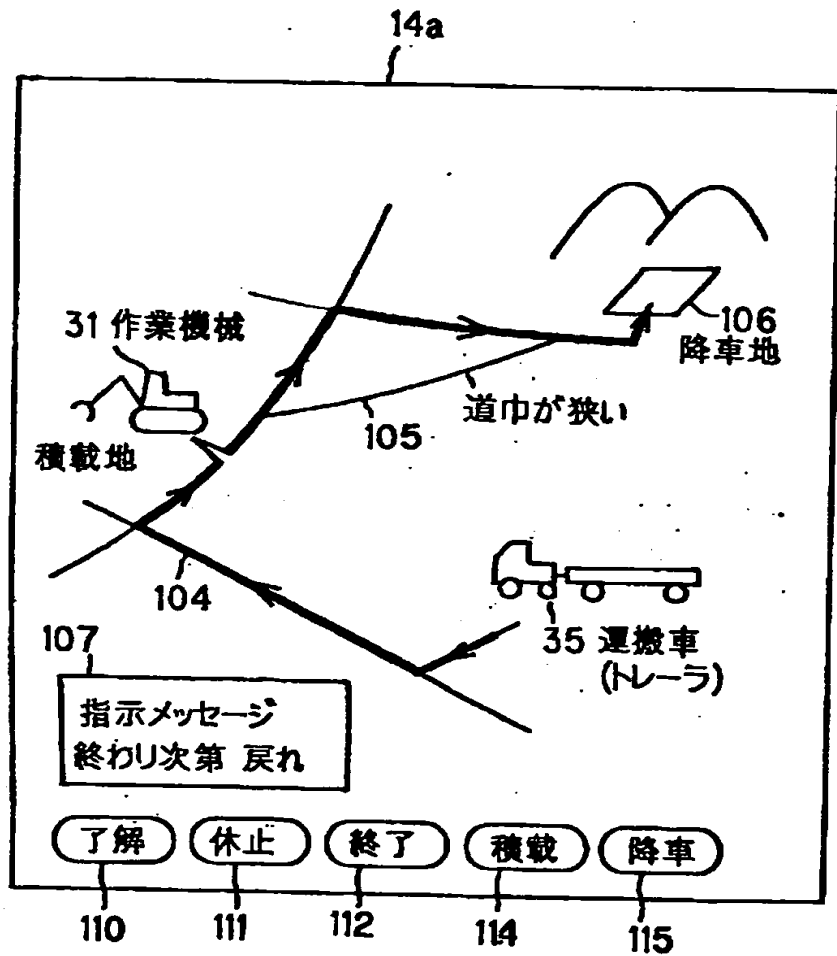 14a
31 作業機械
積載地
106
降車地
道巾が狭い
105
104
35 運搬車
(トレーラ)
107
指示メッセージ
終わり次第 戻れ
了解
休止
終了
積載
降車
110
111
112
114
115